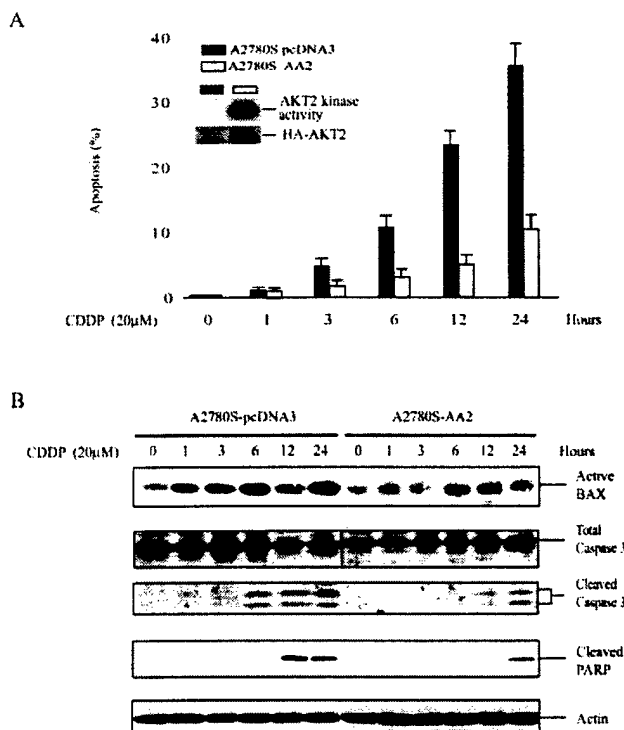 A
40
30
20
10
0
Apoptosis (%)
A2780S pcDNA3
A2780S AA2
AKT2 kinase
activity
HA-AKT2
CDDP (20μM) 0 1 3 6 12 24 Hours
B
A2780S-pcDNA3 A2780S-AA2
CDDP (20μM) 0 1 3 6 12 24 0 1 3 6 12 24 Hours
Active
BAX
Total
Caspase 3
Cleaved
Caspase 3
Cleaved
PARP
Actin